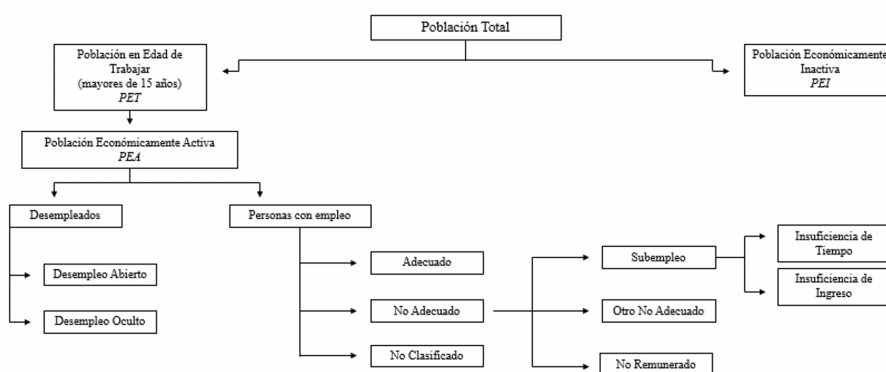 Población Total
Población en Edad de
Trabajar
(mayores de 15 años)
PET
Población Económicamente
Inactiva
PEI
Población Económicamente Activa
PEA
Desempleados
Personas con empleo
Desempleo Abierto
Desempleo Oculto
Adecuado
No Adecuado
No Clasificado
Subempleo
Otro No Adecuado
No Remunerado
Insuficiencia de
Tiempo
Insuficiencia de
Ingreso